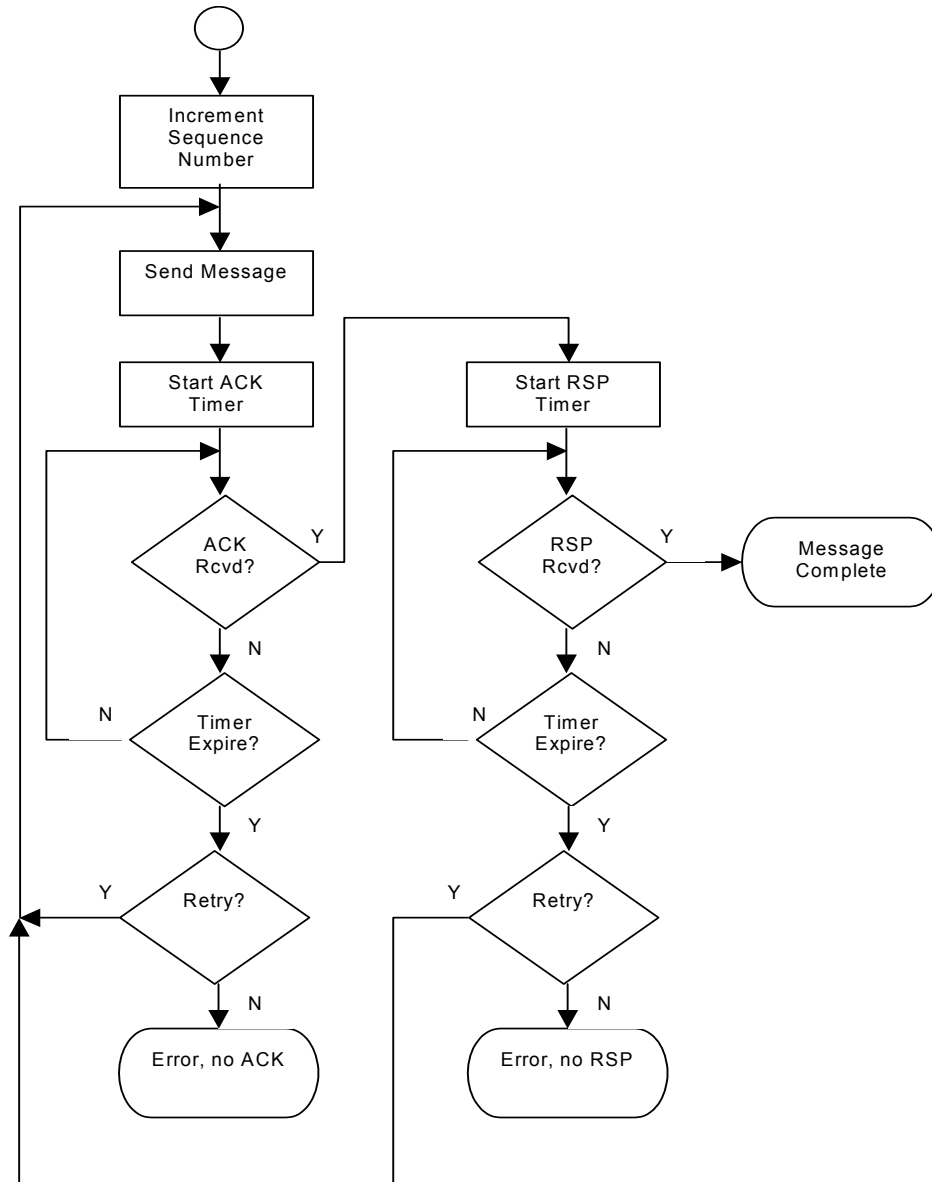 Increment
Sequence
Number
Send Message
Start ACK
Timer
Start RSP
Timer
ACK
Rcvd?
Y
RSP
Rcvd?
Y
Message
Complete
N
N
N
Timer
Expire?
N
Timer
Expire?
Y
Y
Y
Retry?
Y
Retry?
N
N
Error, no ACK
Error, no RSP